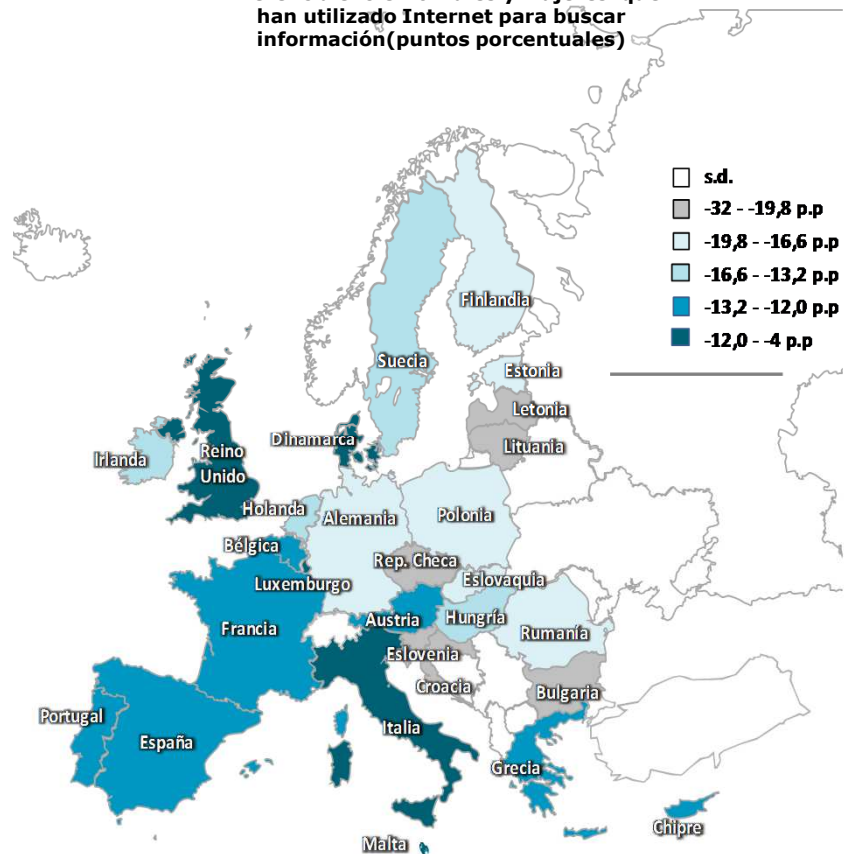 han utilizado Internet para buscar
información(puntos porcentuales)
s.d.
-32 - -19,8 p.p
-19,8 - -16,6 p.p
-16,6 - -13,2 p.p
-13,2 - -12,0 p.p
-12,0 - -4 p.p
Finlandia
Suecia
Estonia
Letonia
Lituania
Dinamarca
Irlanda
Reino
Unido
Holanda
Alemania
Polonia
Bélgica
Rep. Checa
Luxemburgo
Eslovaquia
Austria
Hungría
Francia
Rumanía
Eslovenia
Croacia
Bulgaria
Portugal
España
Italia
Grecia
Chipre
Malta